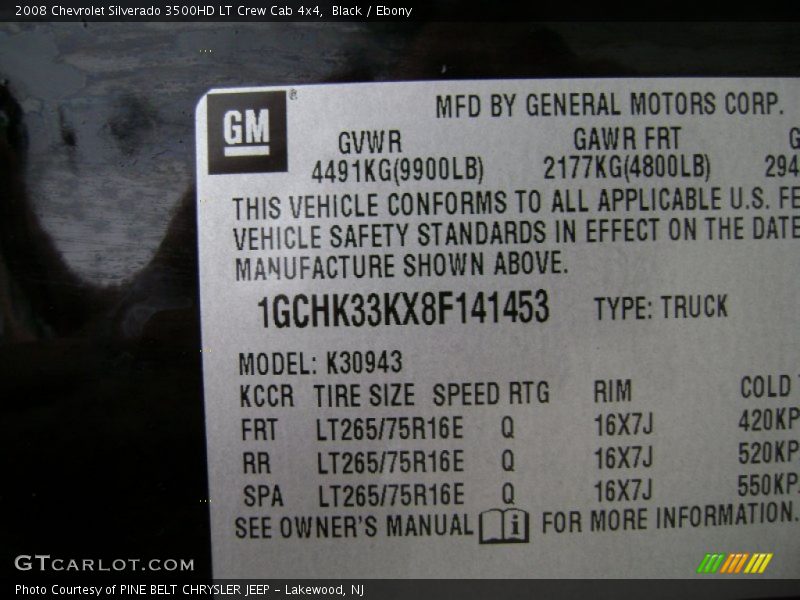 2008 Chevrolet Silverado 3500HD LT Crew Cab 4x4, Black / Ebony
GM ®
MFD BY GENERAL MOTORS CORP.
GVWR GAWR FRT G
4491KG(9900LB) 2177KG(4800LB) 294
THIS VEHICLE CONFORMS TO ALL APPLICABLE U.S. FE
VEHICLE SAFETY STANDARDS IN EFFECT ON THE DATE
MANUFACTURE SHOWN ABOVE.
1GCHK33KX8F141453 TYPE: TRUCK
MODEL: K30943
KCCR TIRE SIZE SPEED RTG RIM COLD
FRT LT265/75R16E Q 16X7J 420KP
RR LT265/75R16E Q 16X7J 520KP
SPA LT265/75R16E Q 16X7J 550KP
SEE OWNER'S MANUAL i FOR MORE INFORMATION.
GTCARLOT.COM
Photo Courtesy of PINE BELT CHRYSLER JEEP - Lakewood, NJ